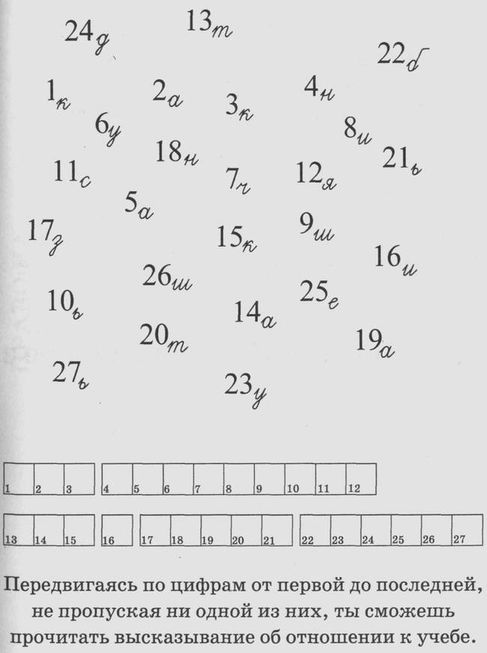 24д 13т
22б
1к 2а 3к 4н
6у 8и
18н 21ь
11с 7ч 12я
5а
17з 15к 9ш
16и
26ш
10ь 14а 25е
20т 19а
27ь 23у
1 2 3 4 5 6 7 8 9 10 11 12
13 14 15 16 17 18 19 20 21 22 23 24 25 26 27
Передвигаясь по цифрам от первой до последней,
не пропуская ни одной из них, ты сможешь
прочитать высказывание об отношении к учебе.